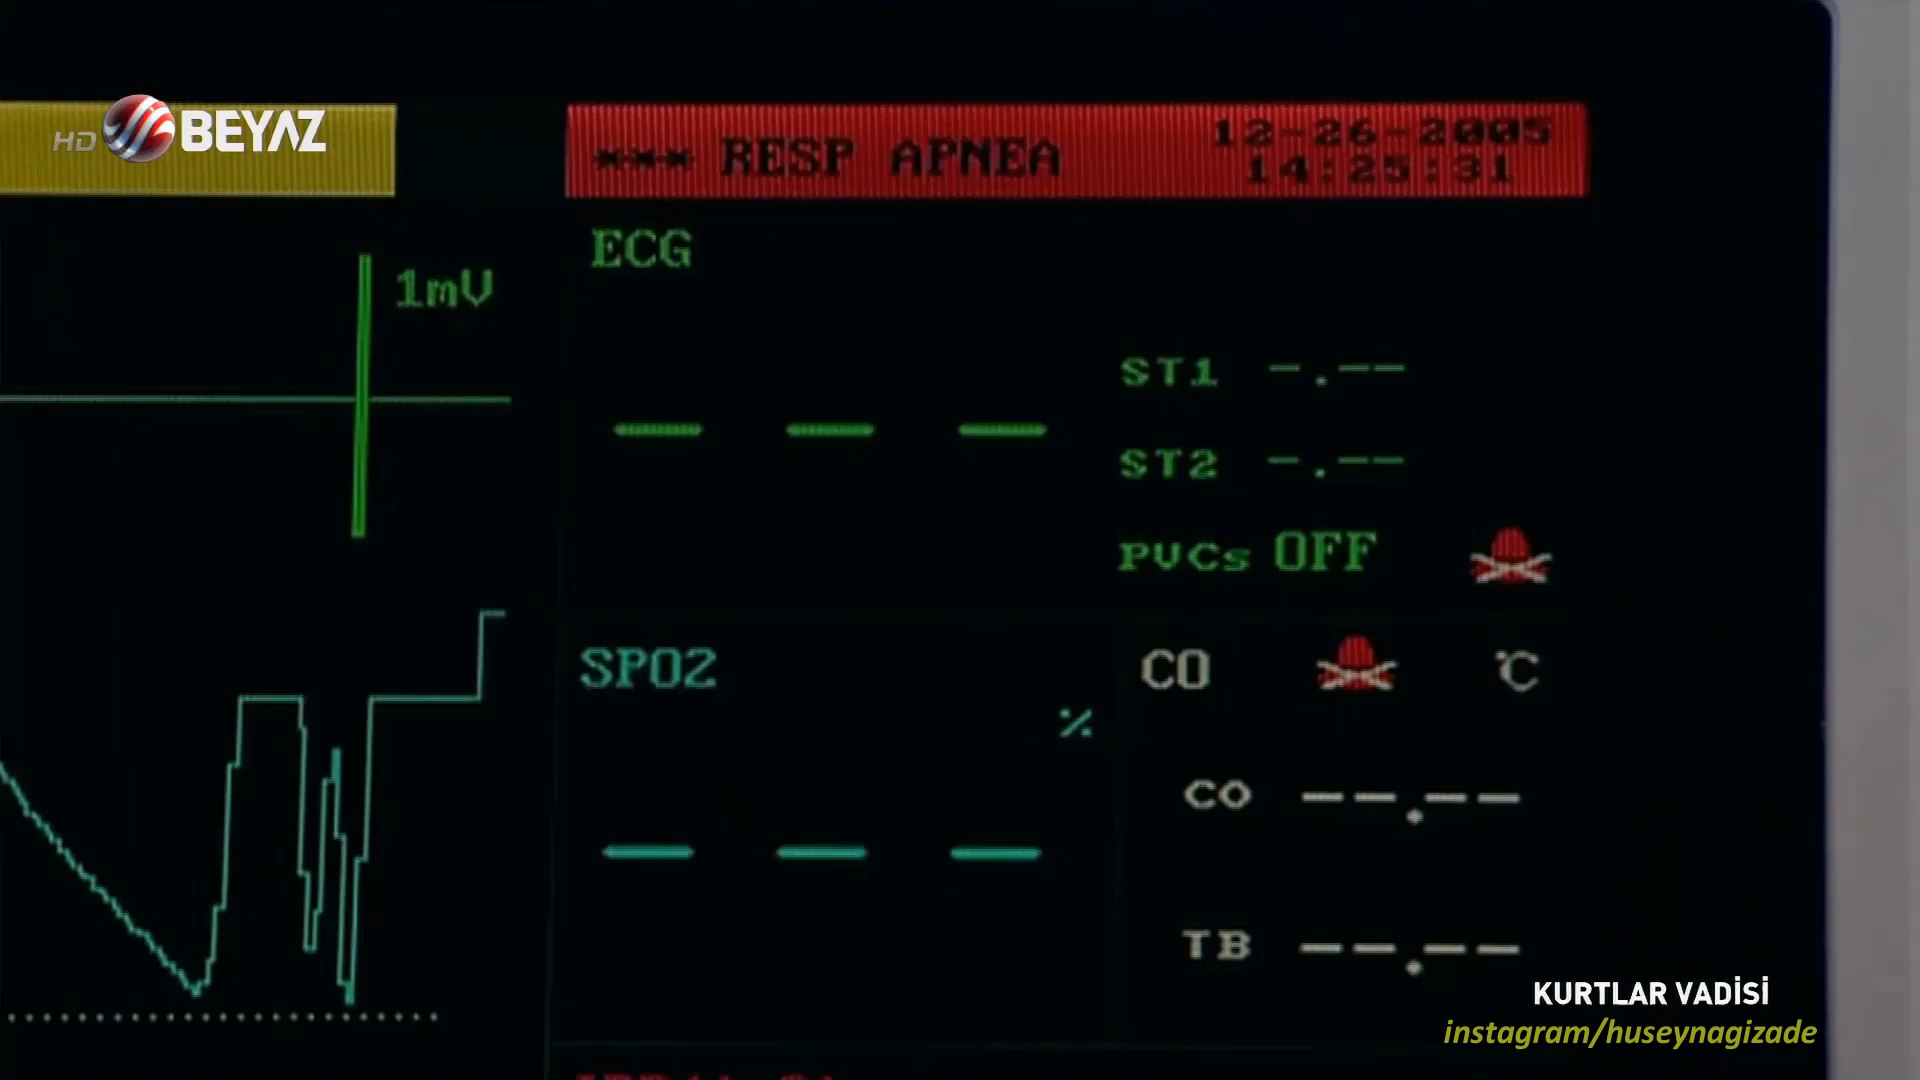 HD BEYAZ
*** RESP APNEA
12-26-2005
14:25:31
ECG
1mV
ST1 -.--
ST2 -.--
--- 
PVCs OFF
SPO2
%
---
CO °C
CO --.--
TB --.--
KURTLAR VADİSİ
instagram/huseynagizade